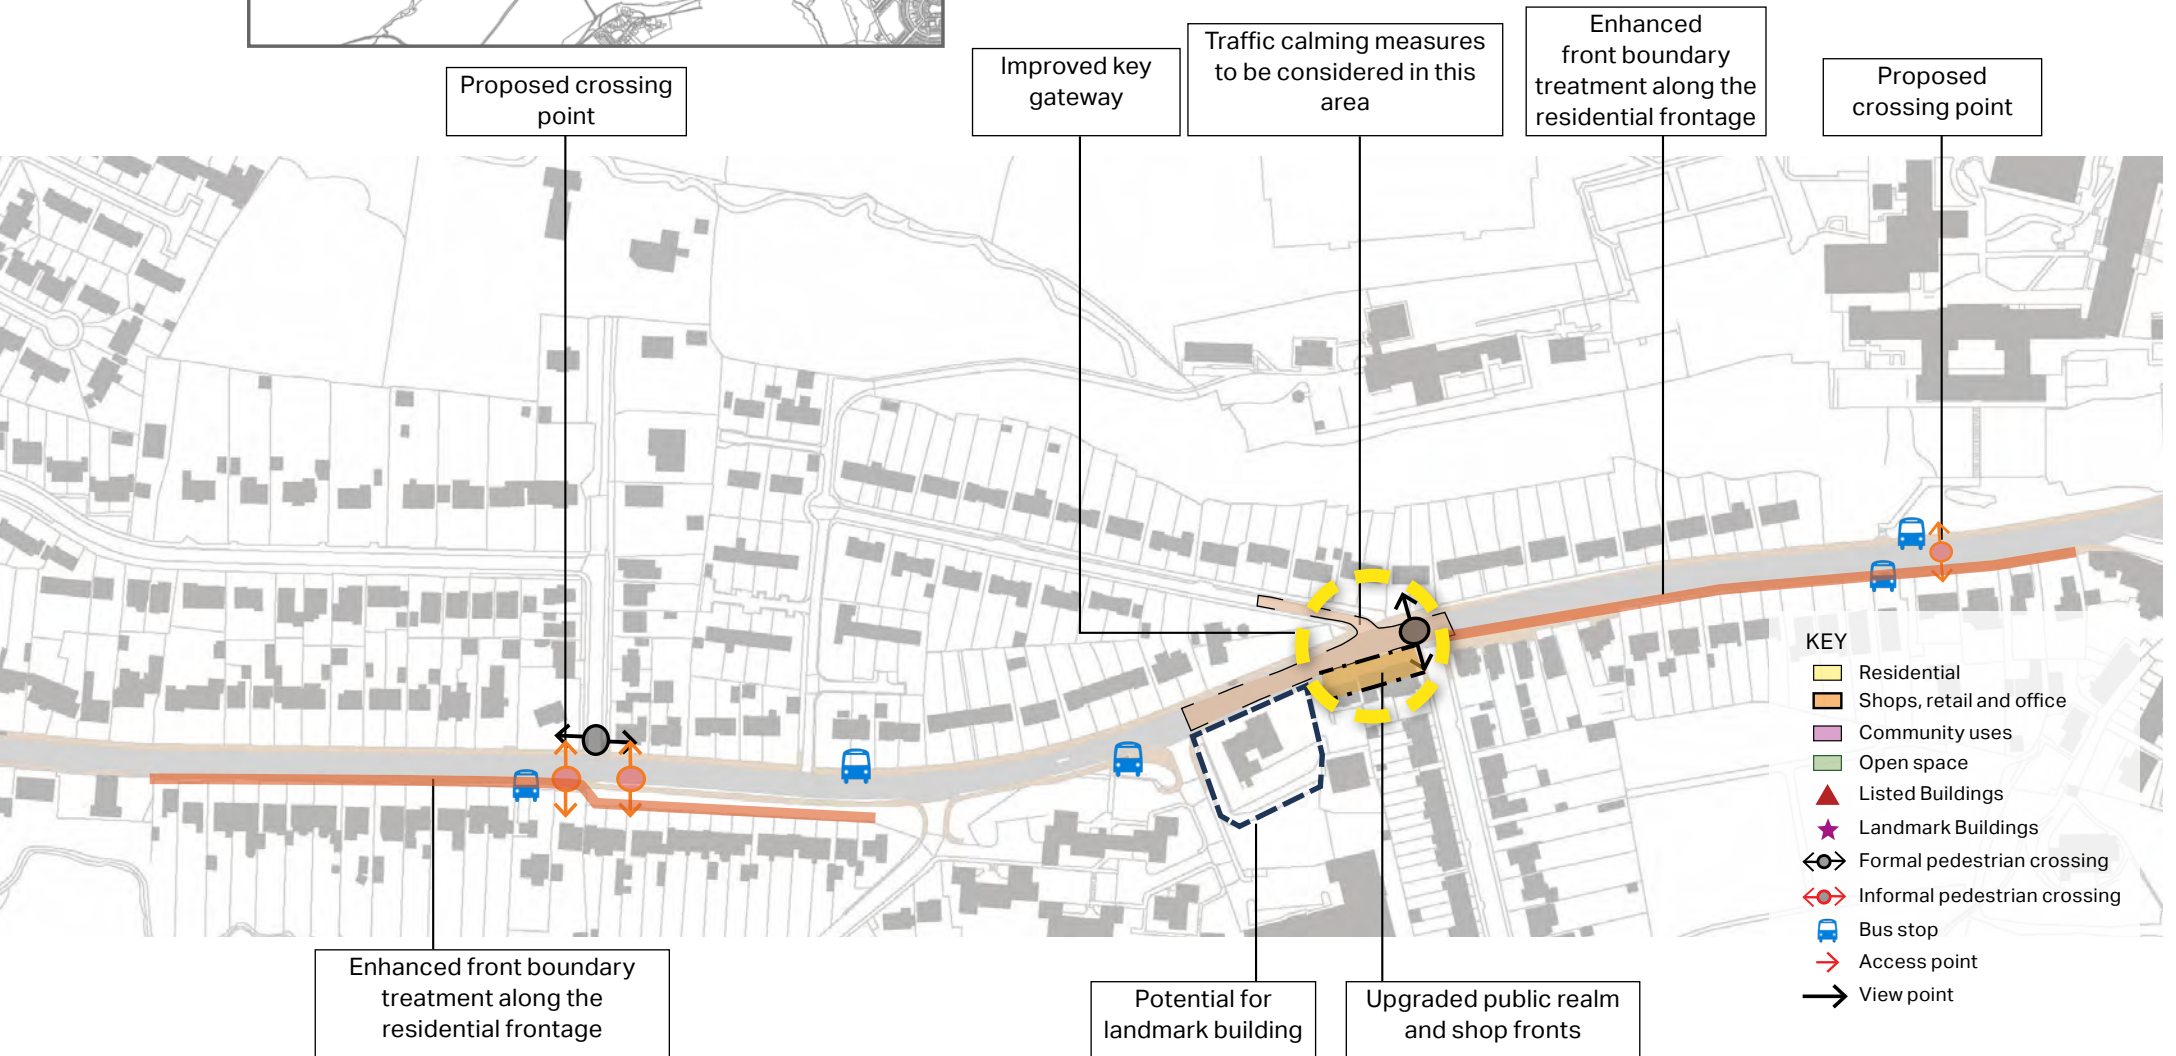 Proposed crossing
point
Improved key
gateway
Traffic calming measures
to be considered in this
area
Enhanced
front boundary
treatment along the
residential frontage
Proposed
crossing point
KEY
Residential
Shops, retail and office
Community uses
Open space
Listed Buildings
Landmark Buildings
Formal pedestrian crossing
Informal pedestrian crossing
Bus stop
Access point
View point
Enhanced front boundary
treatment along the
residential frontage
Potential for
landmark building
Upgraded public realm
and shop fronts